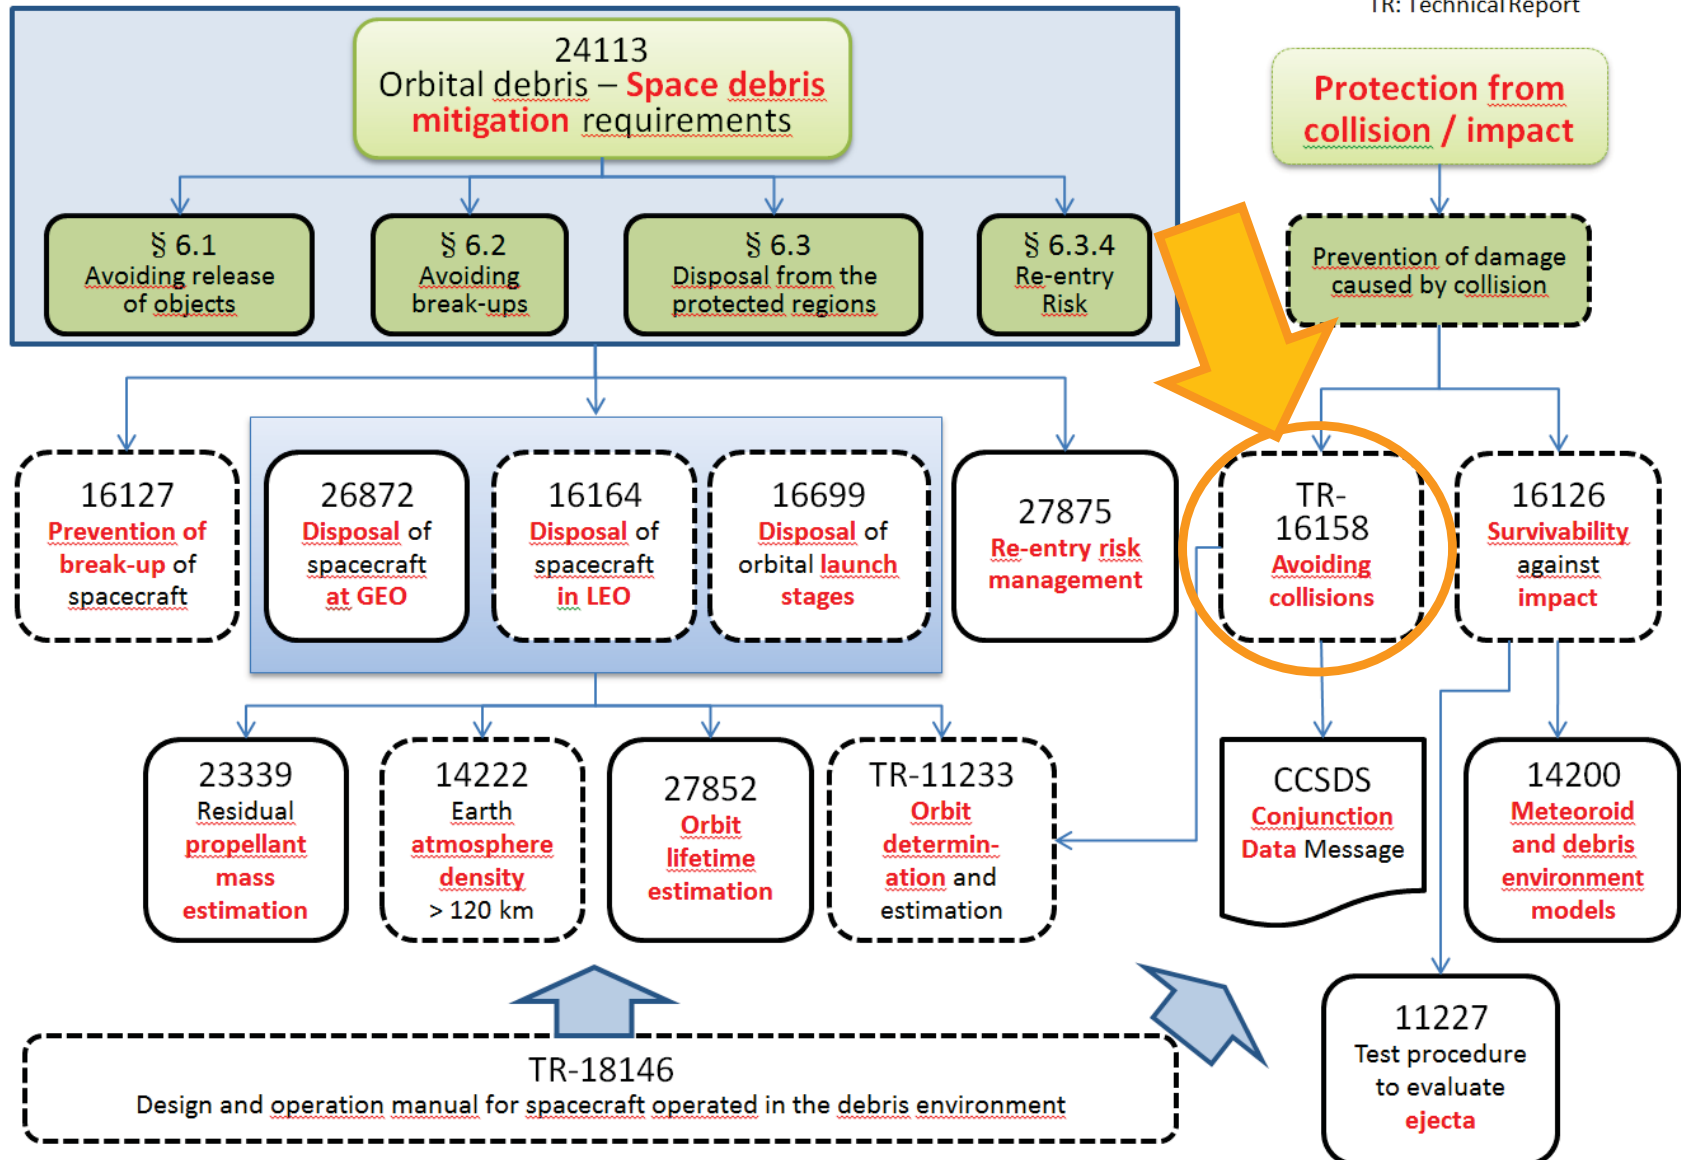 TR: Technical Report
24113
Orbital debris – Space debris
mitigation requirements
Protection from
collision / impact
§ 6.1
Avoiding release
of objects
§ 6.2
Avoiding
break-ups
§ 6.3
Disposal from the
protected regions
§ 6.3.4
Re-entry
Risk
Prevention of damage
caused by collision
16127
Prevention of
break-up of
spacecraft
26872
Disposal of
spacecraft
at GEO
16164
Disposal of
spacecraft
in LEO
16699
Disposal of
orbital launch
stages
27875
Re-entry risk
management
TR-
16158
Avoiding
collisions
16126
Survivability
against
impact
23339
Residual
propellant
mass
estimation
14222
Earth
atmosphere
density
> 120 km
27852
Orbit
lifetime
estimation
TR-11233
Orbit
determin-
ation and
estimation
CCSDS
Conjunction
Data Message
14200
Meteoroid
and debris
environment
models
11227
Test procedure
to evaluate
ejecta
TR-18146
Design and operation manual for spacecraft operated in the debris environment